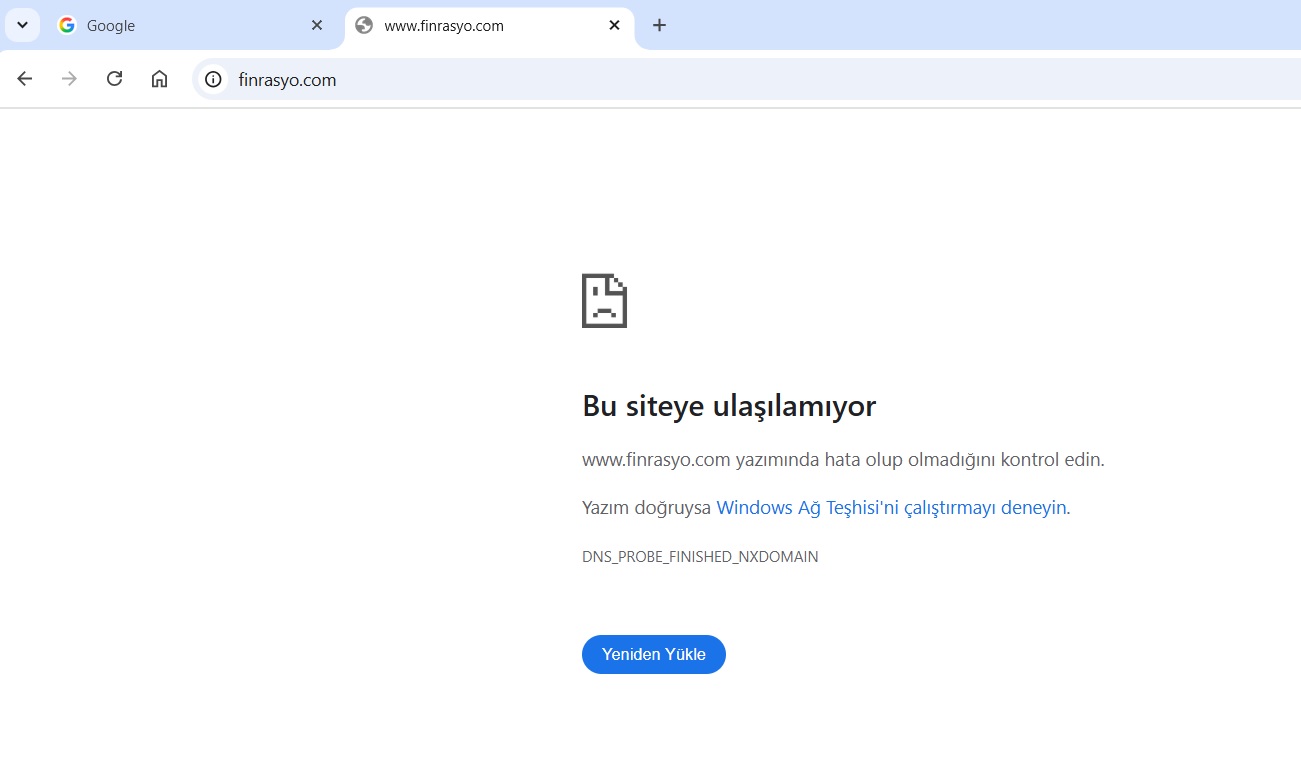 Google
www.finrasyo.com
finrasyo.com
Bu siteye ulaşılamıyor
www.finrasyo.com yazımında hata olup olmadığını kontrol edin.
Yazım doğruysa Windows Ağ Teşhisi'ni çalıştırmayı deneyin.
DNS_PROBE_FINISHED_NXDOMAIN
Yeniden Yükle